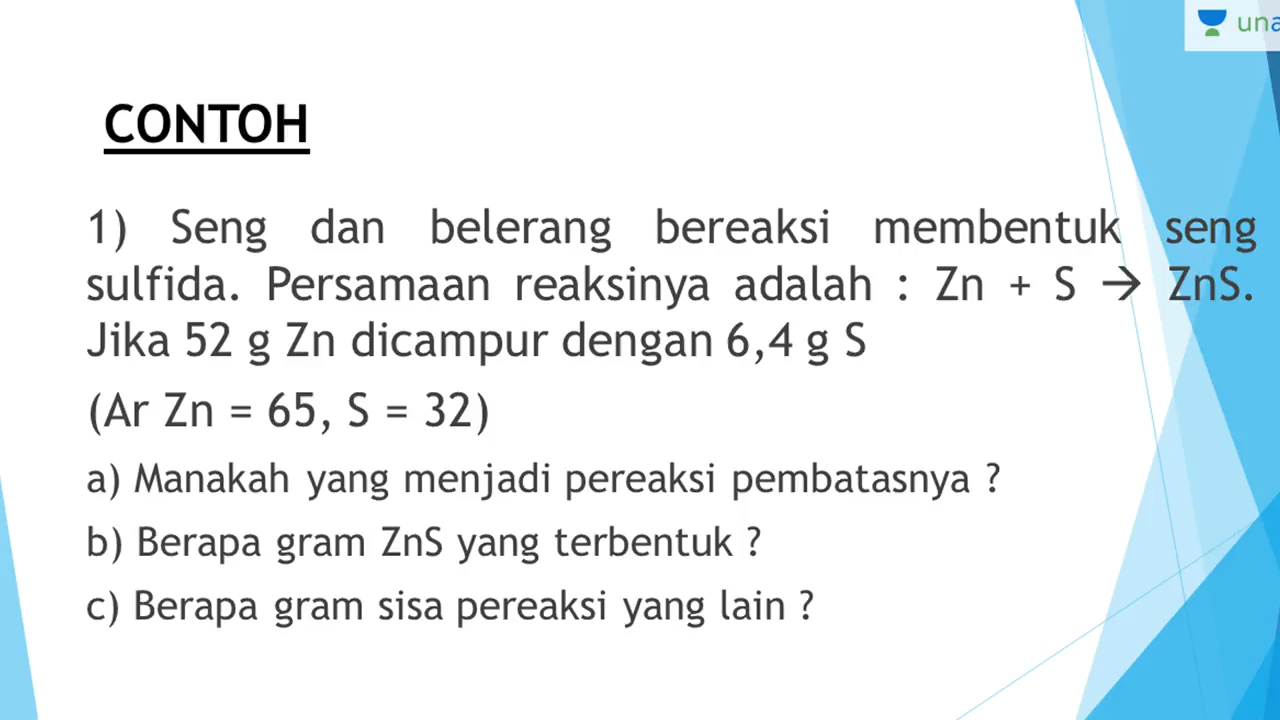 CONTOH
1) Seng dan belerang bereaksi membentuk seng
sulfida. Persamaan reaksinya adalah : Zn + S → ZnS.
Jika 52 g Zn dicampur dengan 6,4 g S
(Ar Zn = 65, S = 32)
a) Manakah yang menjadi pereaksi pembatasnya ?
b) Berapa gram ZnS yang terbentuk ?
c) Berapa gram sisa pereaksi yang lain ?